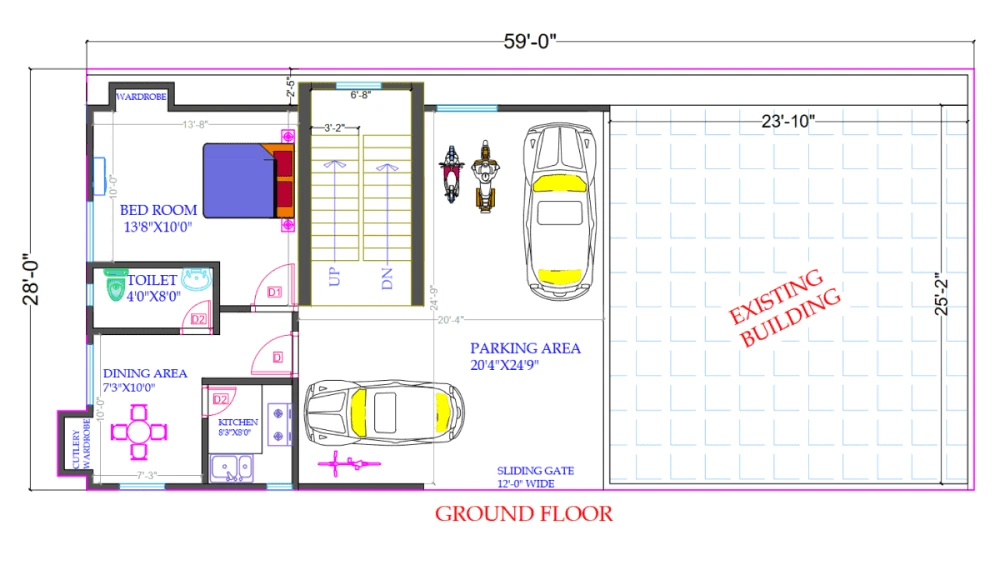 59'-0"
28'-0"
2'-5"
WARDROBE
6'-8"
3'-2"
13'-8"
10'-0"
BED ROOM
13'8"X10'0"
UP
DN
23'-10"
25'-2"
EXISTING
BUILDING
TOILET
4'0"X8'0"
D1
D2
24'-9"
20'-4"
PARKING AREA
20'4"X24'9"
D
DINING AREA
7'3"X10'0"
10'-0"
D2
KITCHEN
8'3"X8'0"
CUTLERY
WARDROBE
7'-3"
SLIDING GATE
12'-0" WIDE
GROUND FLOOR